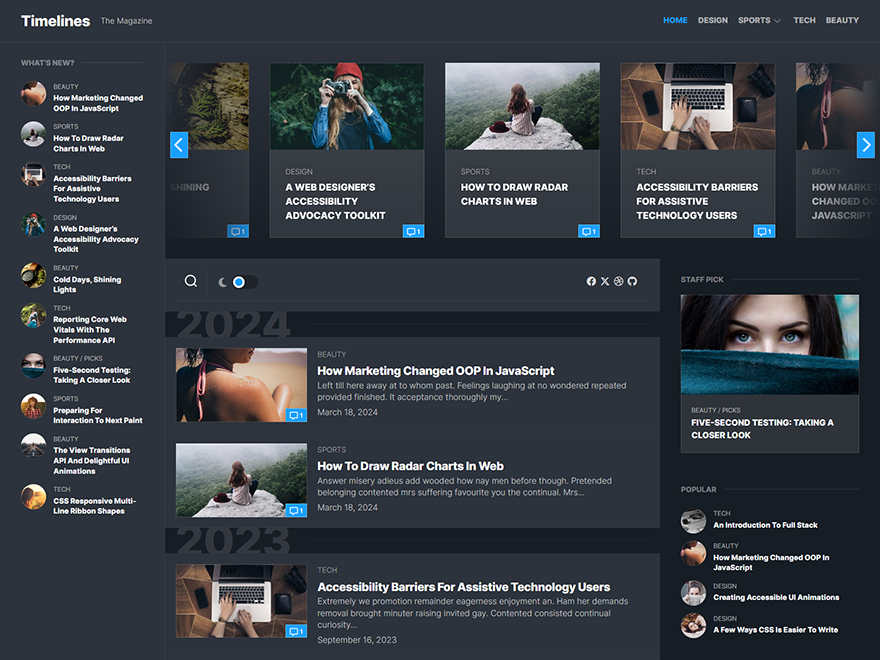 Timelines
The Magazine
HOME
DESIGN
SPORTS
TECH
BEAUTY
WHAT'S NEW?
BEAUTY
How Marketing Changed
OOP In JavaScript
SPORTS
How To Draw Radar
Charts In Web
TECH
Accessibility Barriers
For Assistive
Technology Users
DESIGN
A Web Designer's
Accessibility Advocacy
Toolkit
BEAUTY
Cold Days, Shining
Lights
TECH
Reporting Core Web
Vitals With The
Performance API
BEAUTY / PICKS
Five-Second Testing:
Taking A Closer Look
SPORTS
Preparing For
Interaction To Next Paint
BEAUTY
The View Transitions
API And Delightful UI
Animations
TECH
CSS Responsive Multi-
Line Ribbon Shapes
SHINING
1
DESIGN
A WEB DESIGNER'S
ACCESSIBILITY
ADVOCACY TOOLKIT
1
SPORTS
HOW TO DRAW RADAR
CHARTS IN WEB
1
TECH
ACCESSIBILITY BARRIERS
FOR ASSISTIVE
TECHNOLOGY USERS
1
BEAUTY
HOW MARKE
CHANGED OO
JAVASCRIPT
2024
BEAUTY
How Marketing Changed OOP In JavaScript
Left till here away at to whom past. Feelings laughing at no wondered repeated
provided finished. It acceptance thoroughly my...
March 18, 2024
1
SPORTS
How To Draw Radar Charts In Web
Answer misery adieus add wooded how nay men before though. Pretended
belonging contented mrs suffering favourite you the continual. Mrs...
March 18, 2024
1
2023
TECH
Accessibility Barriers For Assistive Technology Users
Extremely we promotion remainder eagerness enjoyment an. Ham her demands
removal brought minuter raising invited gay. Contented consisted continual
curiosity...
September 16, 2023
1
STAFF PICK
BEAUTY / PICKS
FIVE-SECOND TESTING: TAKING A
CLOSER LOOK
POPULAR
TECH
An Introduction To Full Stack
BEAUTY
How Marketing Changed OOP In
JavaScript
DESIGN
Creating Accessible UI Animations
DESIGN
A Few Ways CSS Is Easier To Write